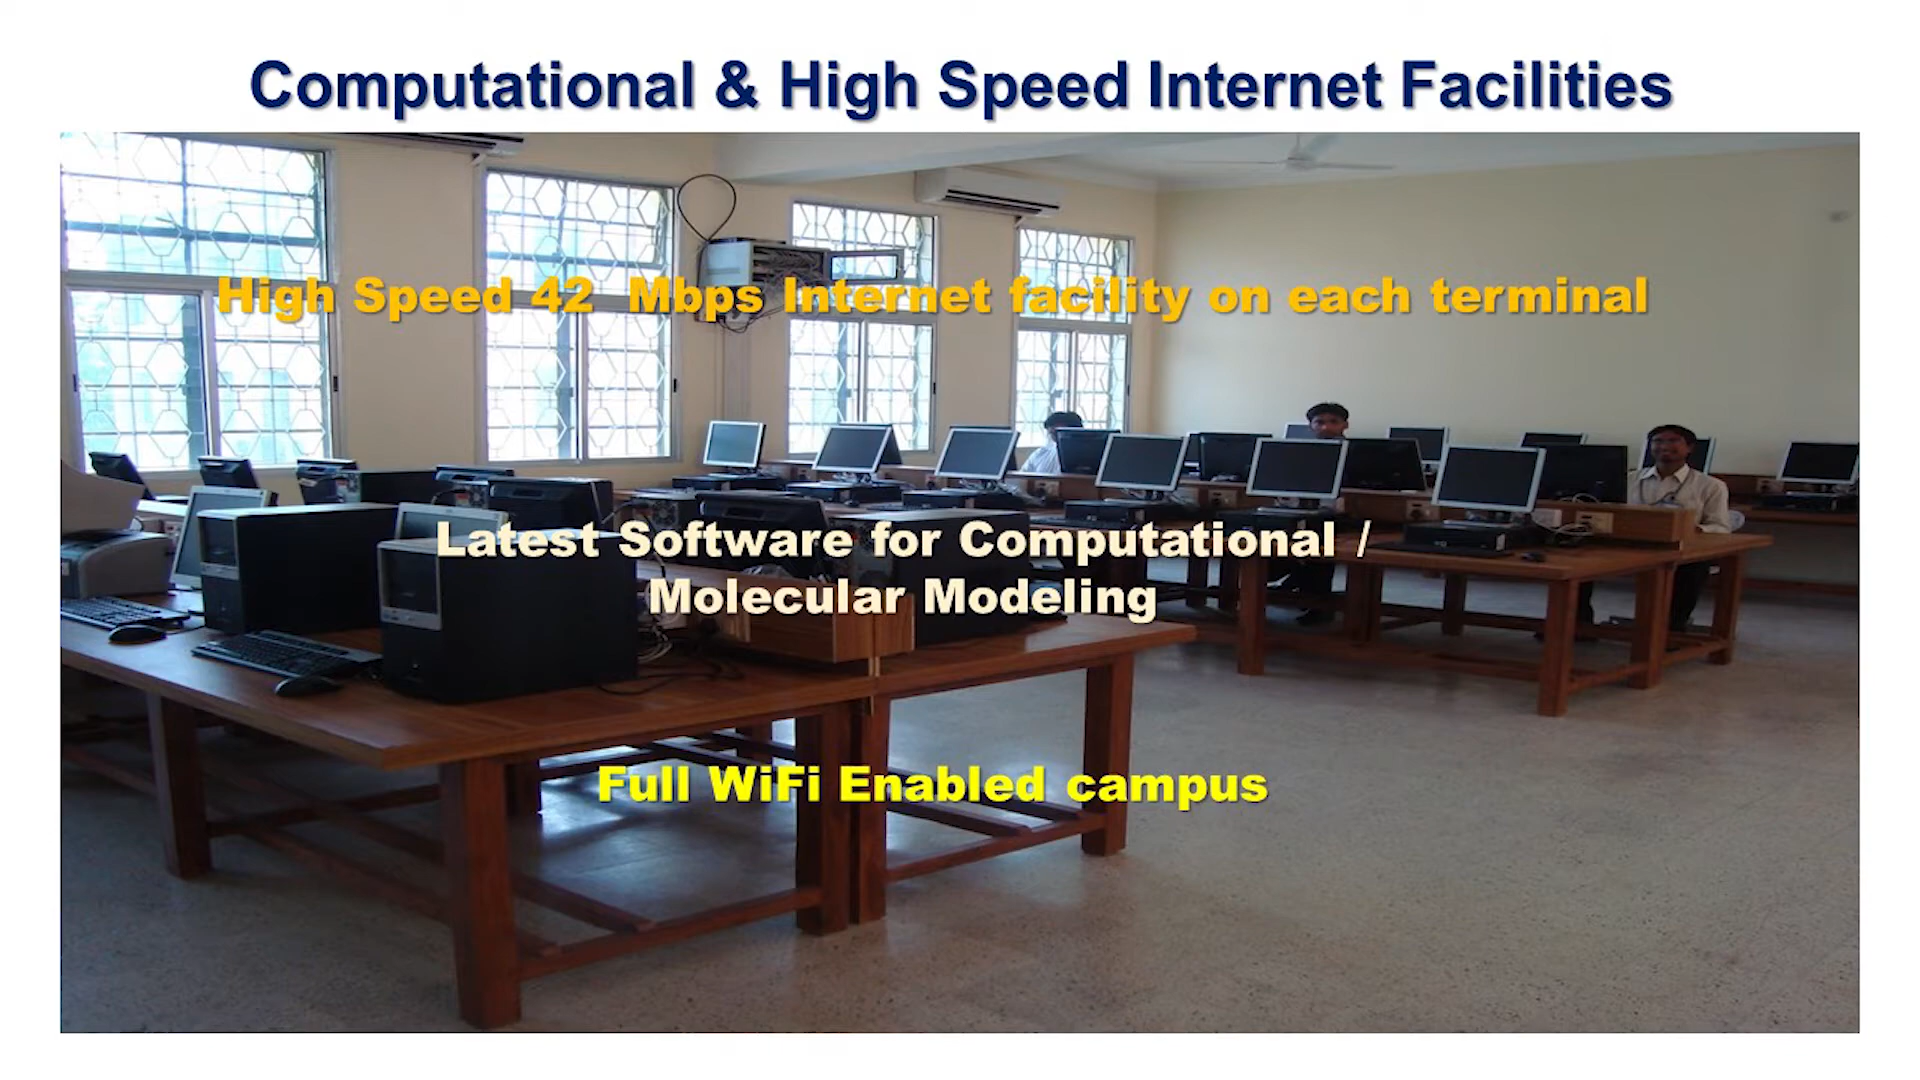 Computational & High Speed Internet Facilities
High Speed 42 Mbps Internet facility on each terminal
Latest Software for Computational /
Molecular Modeling
Full WiFi Enabled campus